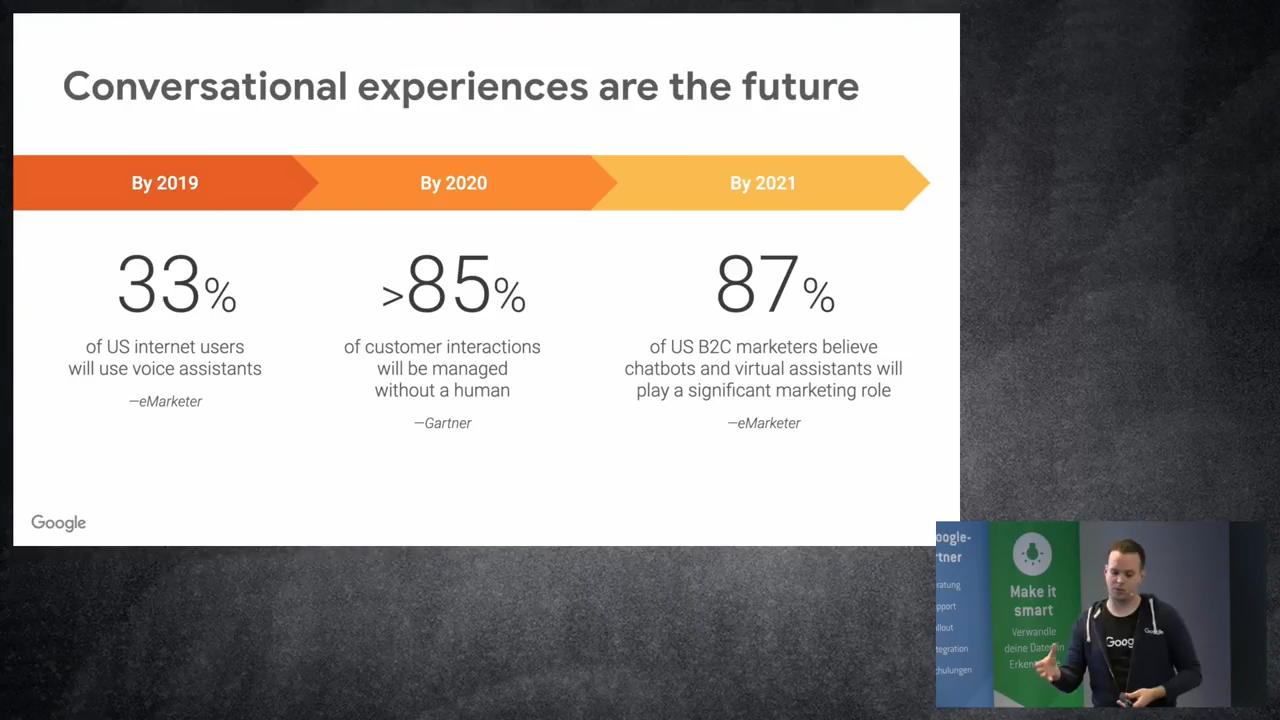 Conversational experiences are the future
By 2019
By 2020
By 2021
33%
>85%
87%
of US internet users
will use voice assistants
—eMarketer
of customer interactions
will be managed
without a human
—Gartner
of US B2C marketers believe
chatbots and virtual assistants will
play a significant marketing role
—eMarketer
Google
Make it
smart
Verwandle
Google